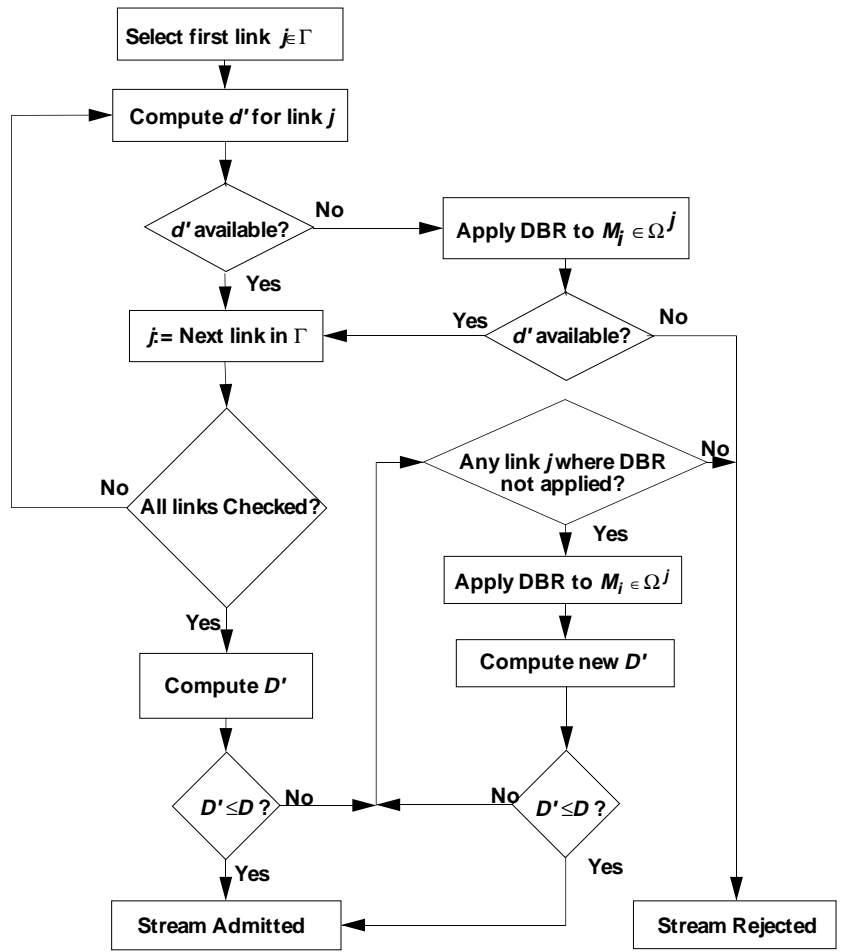 Select first link j∈Γ
Compute d' for link j
d' available?
No
Apply DBR to Mj ∈ Ω^j
Yes
j:= Next link in Γ
Yes
d' available?
No
No
All links Checked?
Any link j where DBR
not applied?
No
Yes
Apply DBR to Mi ∈ Ω^j
Yes
Compute D'
Compute new D'
D' ≤D ?
No
No
D' ≤D ?
Yes
Yes
Stream Admitted
Stream Rejected